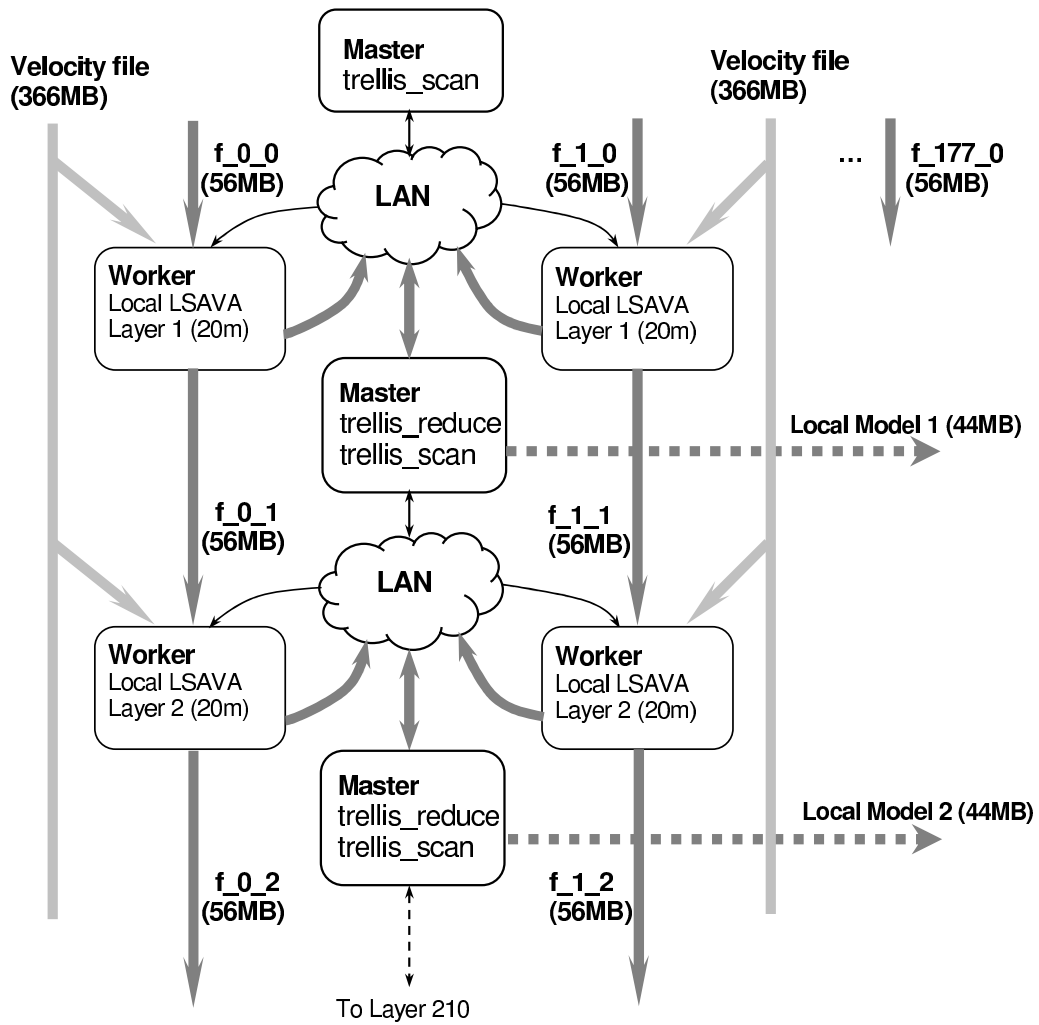 Master
trellis_scan
Velocity file
(366MB)
Velocity file
(366MB)
f_0_0
(56MB)
LAN
f_1_0
(56MB)
...
f_177_0
(56MB)
Worker
Local LSAVA
Layer 1 (20m)
Worker
Local LSAVA
Layer 1 (20m)
Master
trellis_reduce
trellis_scan
Local Model 1 (44MB)
f_0_1
(56MB)
LAN
f_1_1
(56MB)
Worker
Local LSAVA
Layer 2 (20m)
Worker
Local LSAVA
Layer 2 (20m)
Master
trellis_reduce
trellis_scan
Local Model 2 (44MB)
f_0_2
(56MB)
f_1_2
(56MB)
To Layer 210